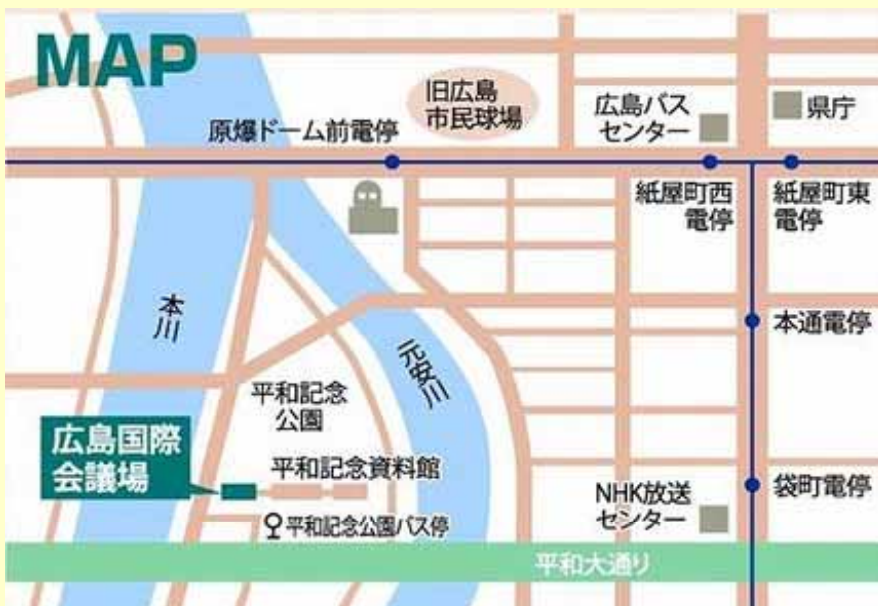 MAP
旧広島
市民球場
広島バス
センター
県庁
原爆ドーム前電停
紙屋町西
電停
紙屋町東
電停
本川
元安川
本通電停
平和記念
公園
広島国際
会議場
平和記念資料館
NHK放送
センター
袋町電停
平和記念公園バス停
平和大通り